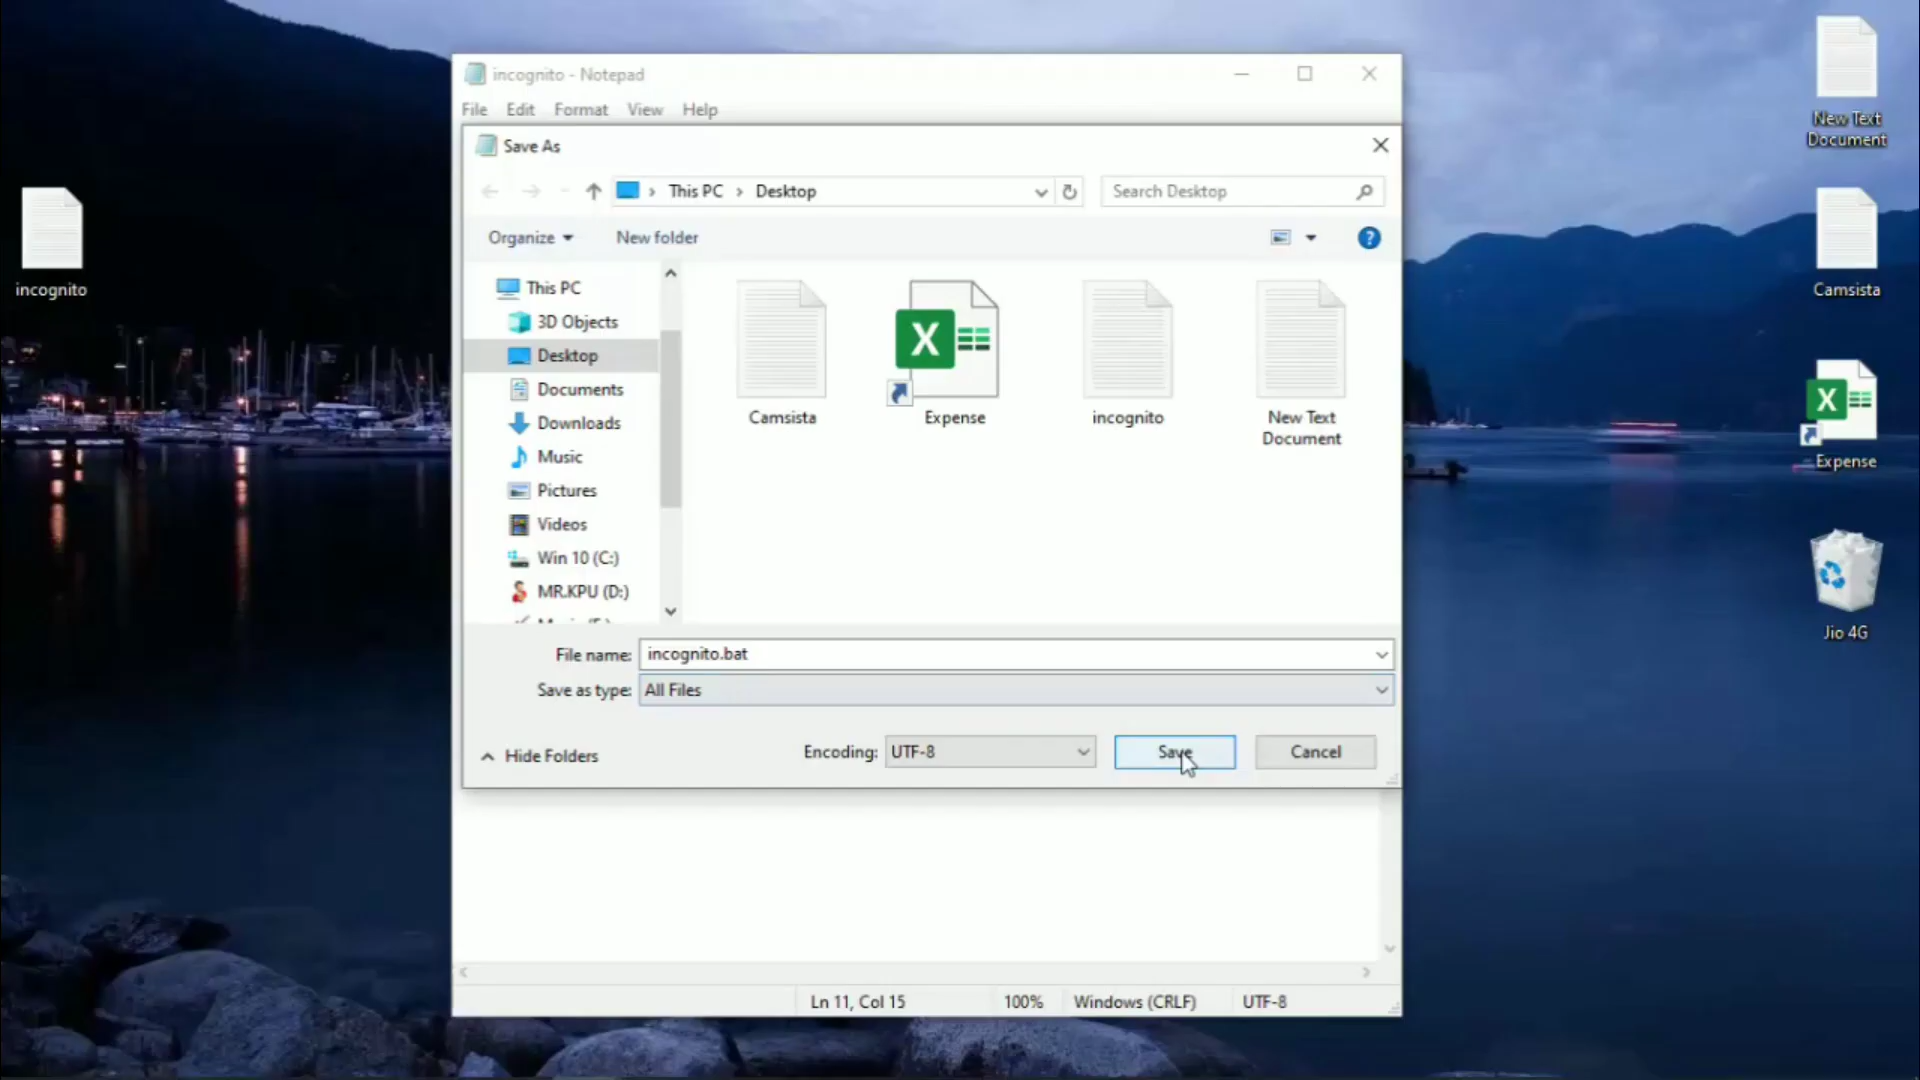 New Text
Document
incognito - Notepad
File Edit Format View Help
Save As
This PC Desktop
Search Desktop
Organize New folder
This PC
3D Objects
Desktop
Documents
Downloads
Music
Pictures
Videos
Win 10 (C:)
MR.KPU (D:)
Camsista
Expense
incognito
New Text
Document
File name: incognito.bat
Save as type: All Files
Hide Folders
Encoding: UTF-8
Save
Cancel
Ln 11, Col 15
100%
Windows (CRLF)
UTF-8
incognito
Camsista
Expense
Jio 4G